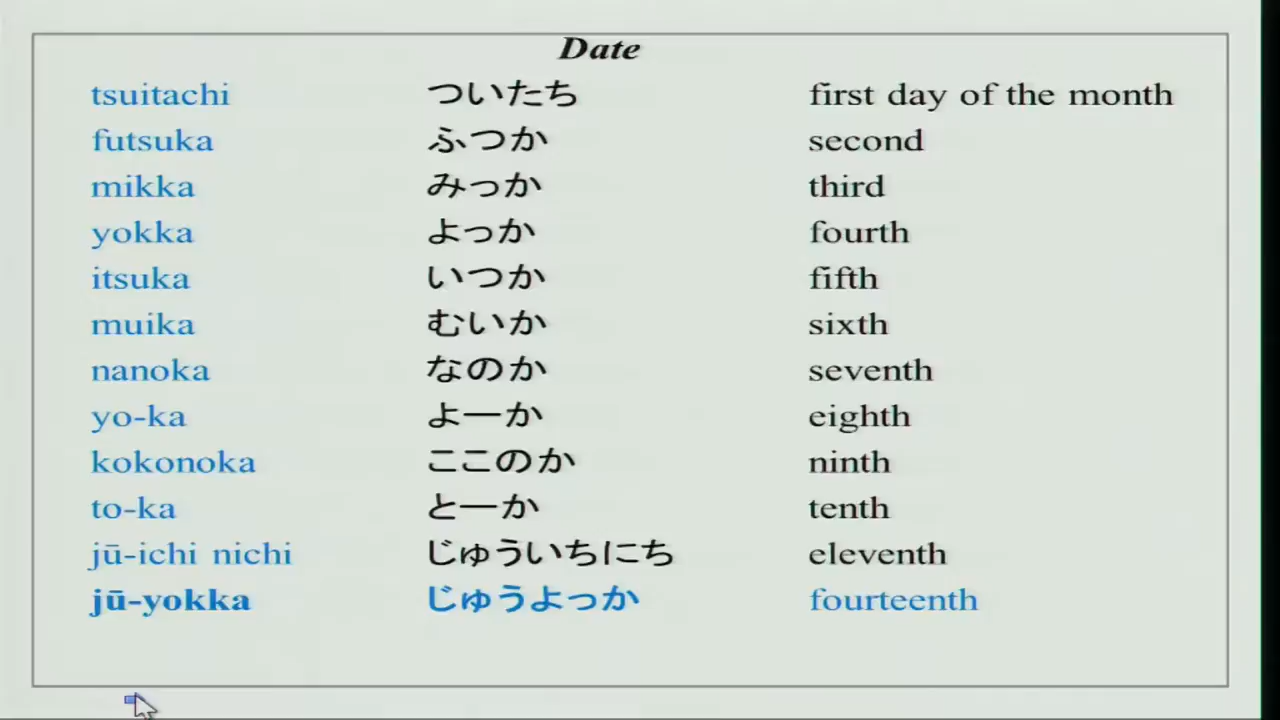 Date
tsuitachi ついたち first day of the month
futsuka ふつか second
mikka みっか third
yokka よっか fourth
itsuka いつか fifth
muika むいか sixth
nanoka なのか seventh
yo-ka よーか eighth
kokonoka ここのか ninth
to-ka とーか tenth
jū-ichi nichi じゅういちにち eleventh
jū-yokka じゅうよっか fourteenth